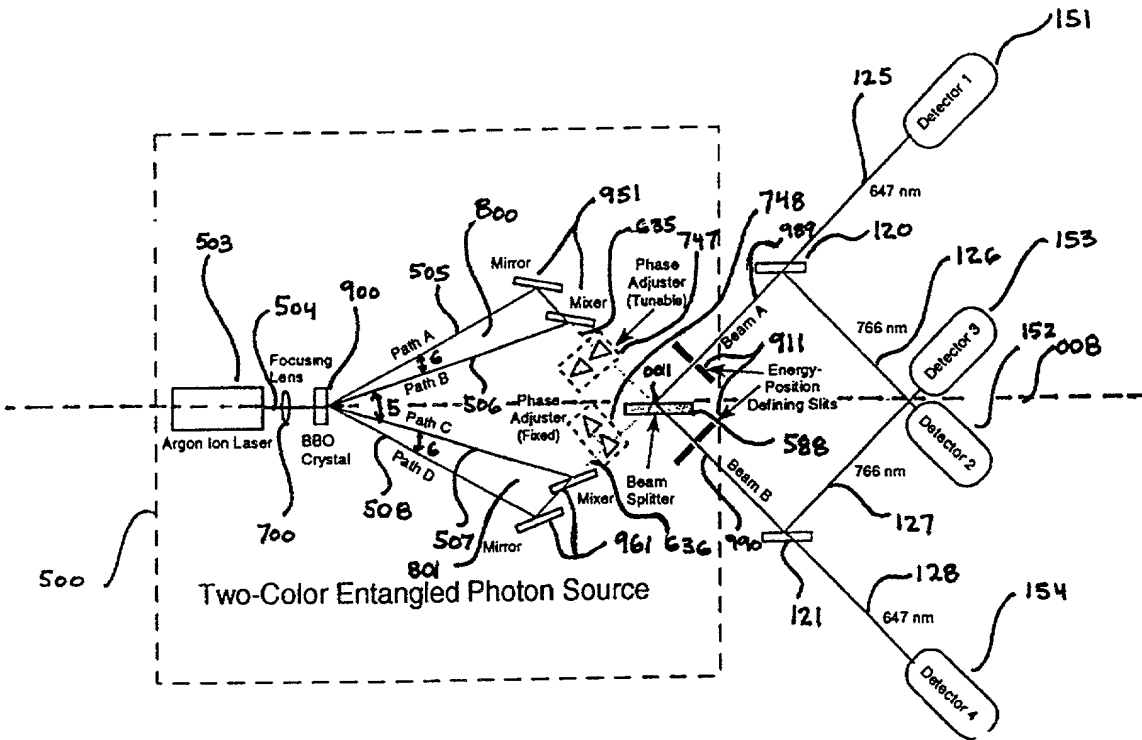 151
125
Detector 1
647 nm
951
748
800
635
747
989
120
126
153
503
505
Mirror
Phase
Adjuster
(Tunable)
504
900
Mixer
Beam A
766 nm
Detector 3
152
008
Focusing
Lens
Path A
6
Path B
911
1100
Energy-
Position
Defining Slits
5
506
Phase
Adjuster
(Fixed)
Argon Ion Laser
BBO
Crystal
Path C
6
Path D
588
Detector 2
766 nm
Beam
Splitter
Beam B
Mixer
508
700
507
Mirror
961
636
990
127
801
500
121
128
Two-Color Entangled Photon Source
647 nm
154
Detector 4